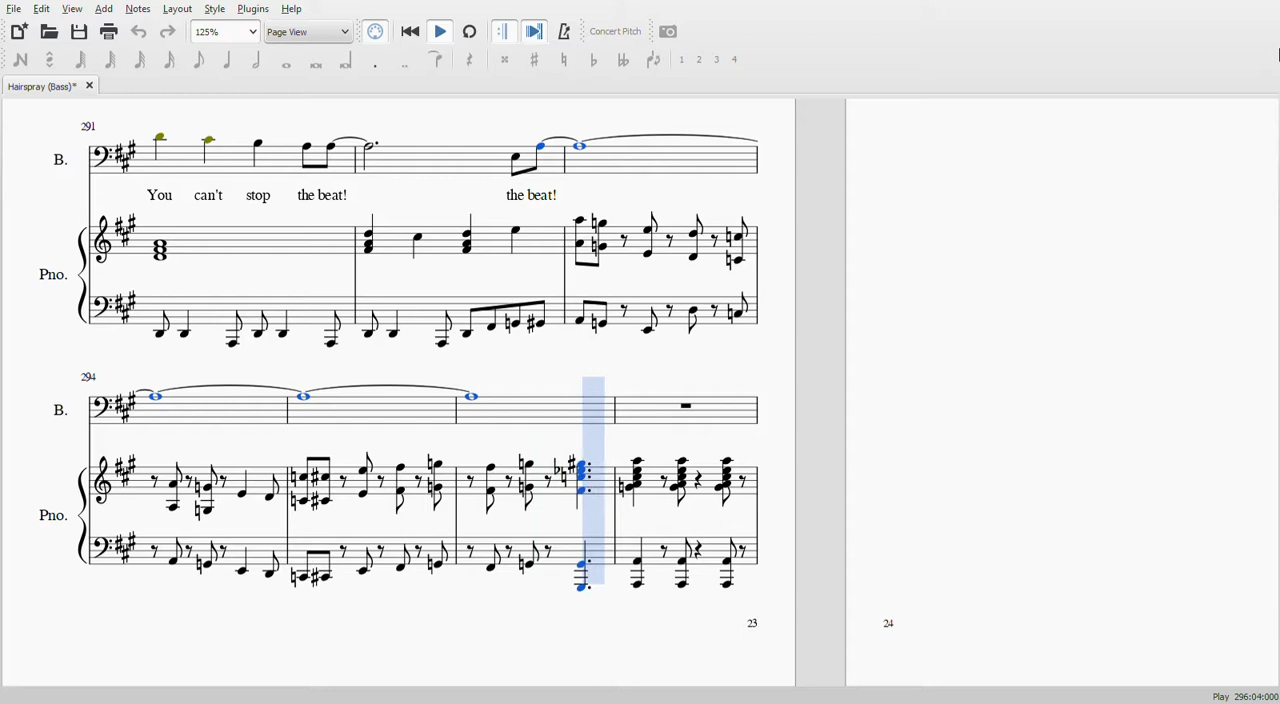 File Edit View Add Notes Layout Style Plugins Help
125% Page View Concert Pitch
1 2 3 4
Hairspray (Bass)*
291
B.
You can't stop the beat! the beat!
Pno.
294
B.
Pno.
23
24
Play 296:04:000